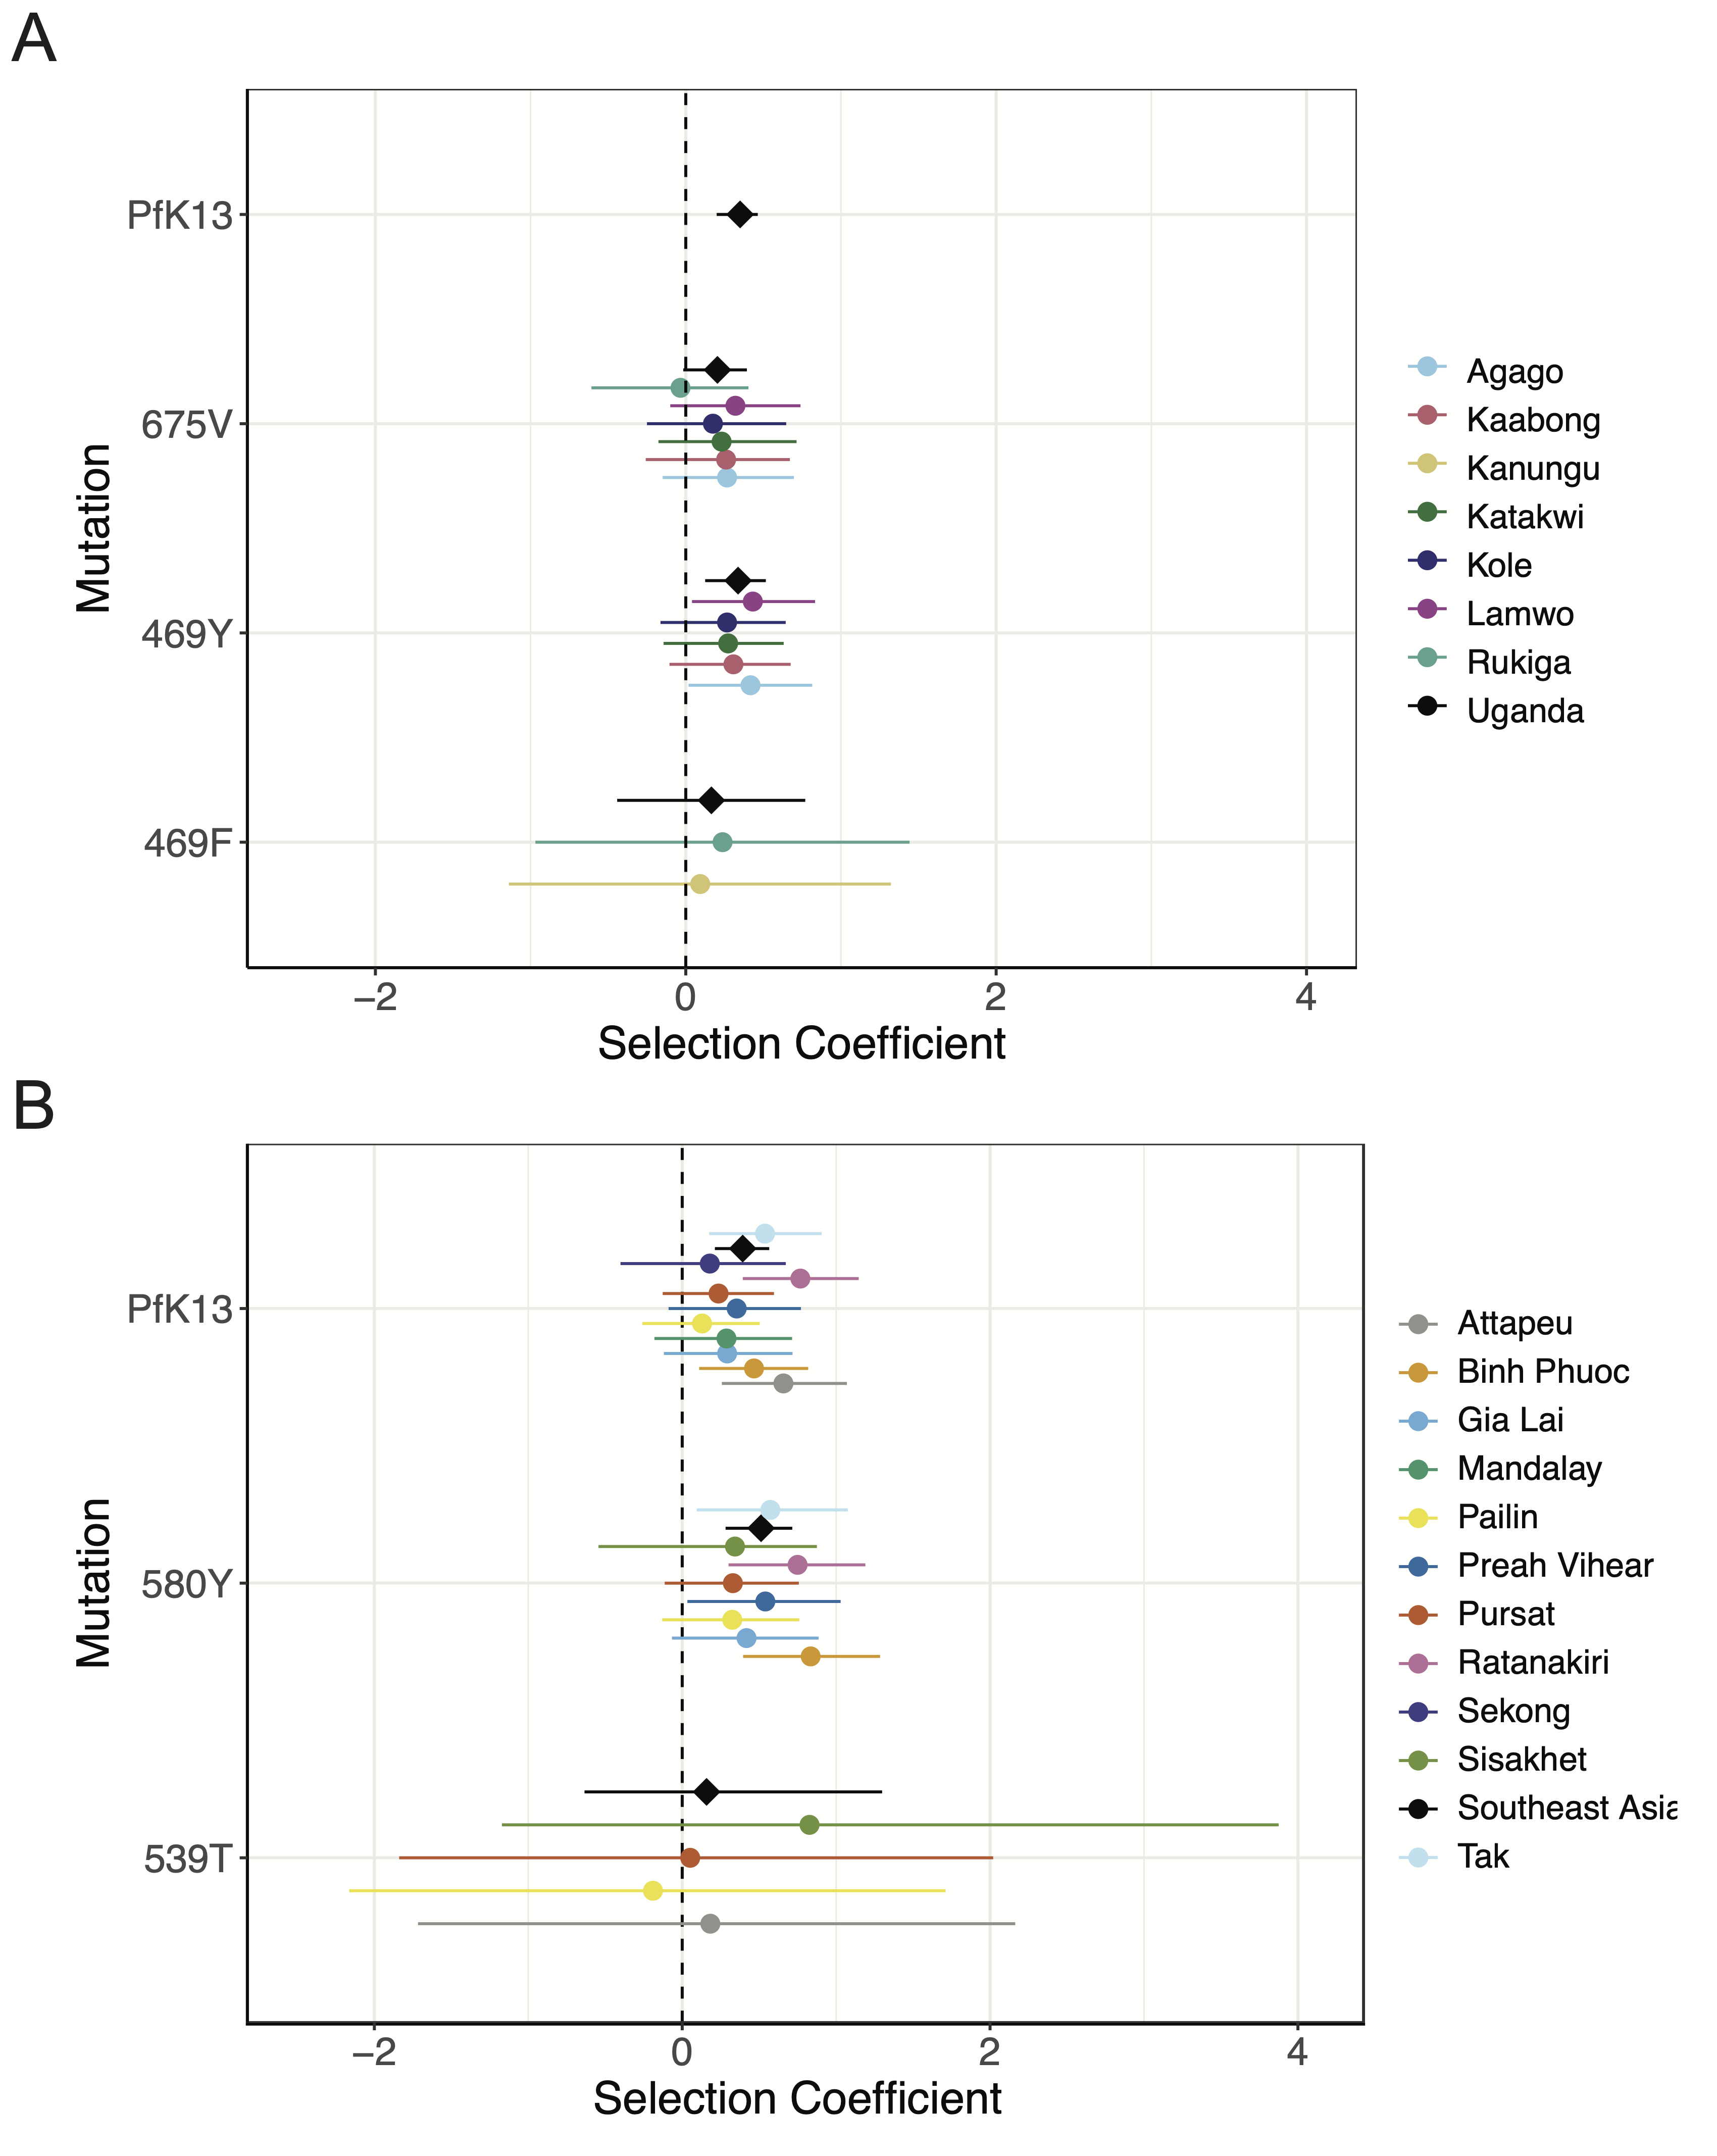 A
PfK13
675V
469Y
469F
Mutation
−2 0 2 4
Selection Coefficient
Agago
Kaabong
Kanungu
Katakwi
Kole
Lamwo
Rukiga
Uganda
B
PfK13
580Y
539T
Mutation
−2 0 2 4
Selection Coefficient
Attapeu
Binh Phuoc
Gia Lai
Mandalay
Pailin
Preah Vihear
Pursat
Ratanakiri
Sekong
Sisakhet
Southeast Asia
Tak